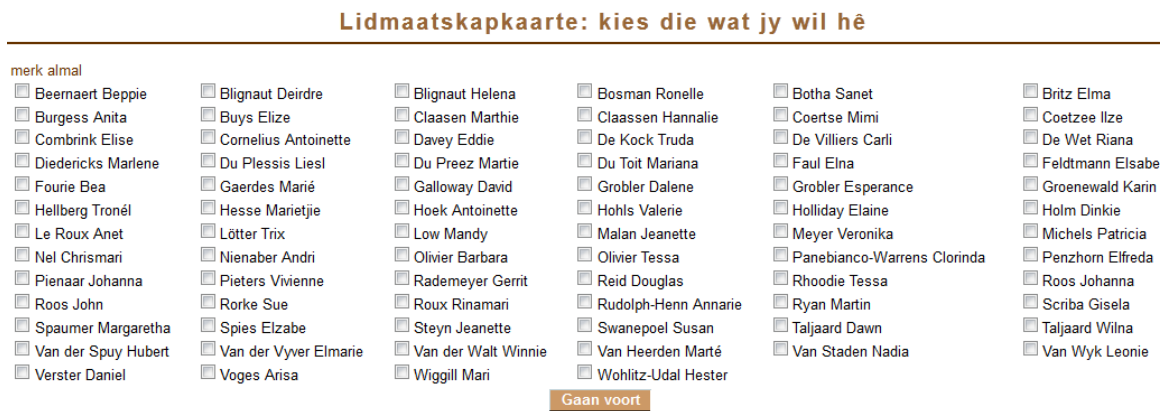 Lidmaatskapkaarte: kies die wat jy wil hê
merk almal
Beernaert Beppie Blignaut Deirdre Blignaut Helena Bosman Ronelle Botha Sanet Britz Elma
Burgess Anita Buys Elize Claasen Marthie Claassen Hannalie Coertse Mimi Coetzee Ilze
Combrink Elise Cornelius Antoinette Davey Eddie De Kock Truda De Villiers Carli De Wet Riana
Diedericks Marlene Du Plessis Liesl Du Preez Martie Du Toit Mariana Faul Elna Feldtmann Elsabe
Fourie Bea Gaerdes Marié Galloway David Grobler Dalene Grobler Esperance Groenewald Karin
Hellberg Tronél Hesse Marietjie Hoek Antoinette Hohls Valerie Holliday Elaine Holm Dinkie
Le Roux Anet Lötter Trix Low Mandy Malan Jeanette Meyer Veronika Michels Patricia
Nel Chrismari Nienaber Andri Olivier Barbara Olivier Tessa Panebianco-Warrens Clorinda Penzhorn Elfreda
Pienaar Johanna Pieters Vivienne Rademeyer Gerrit Reid Douglas Rhoodie Tessa Roos Johanna
Roos John Rorke Sue Roux Rinamari Rudolph-Henn Annarie Ryan Martin Scriba Gisela
Spaumer Margaretha Spies Elzabe Steyn Jeanette Swanepoel Susan Taljaard Dawn Taljaard Wilna
Van der Spuy Hubert Van der Vyver Elmarie Van der Walt Winnie Van Heerden Marté Van Staden Nadia Van Wyk Leonie
Verster Daniel Voges Arisa Wiggill Mari Wohlitz-Udal Hester
Gaan voort